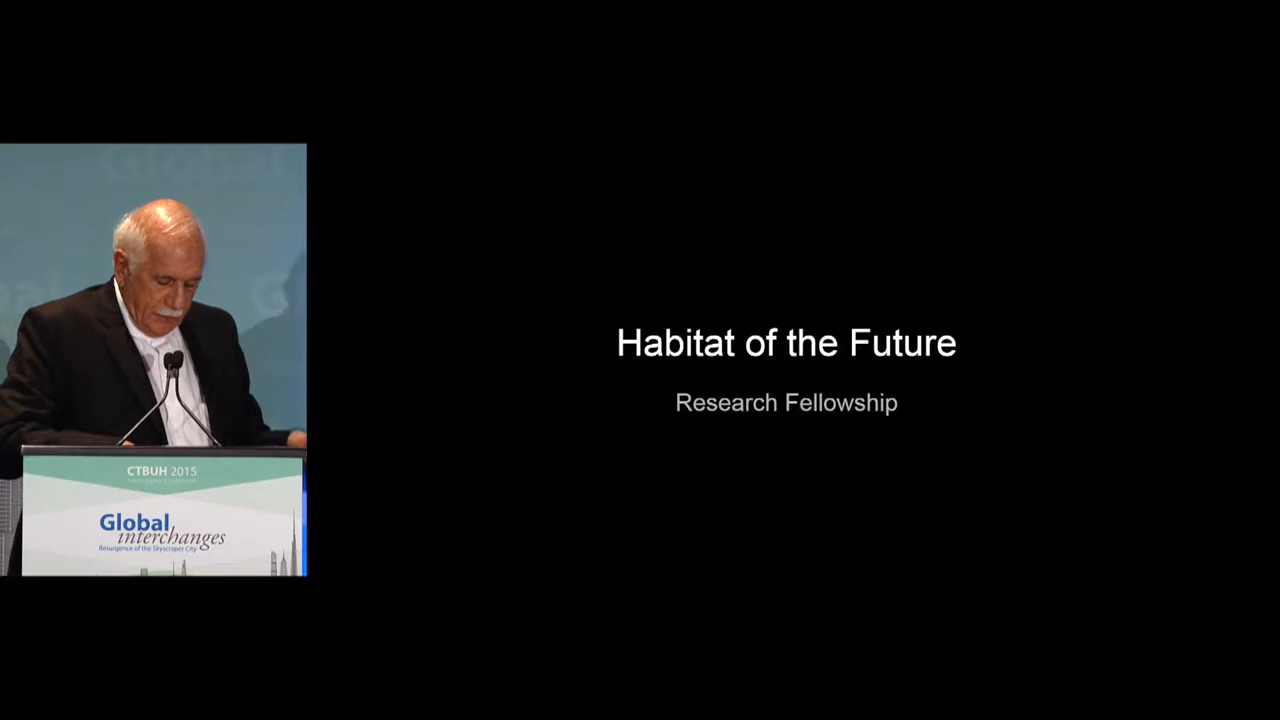 Habitat of the Future
Research Fellowship
CTBUH 2015
Global
interchanges
Resurgence of the Skyscraper City